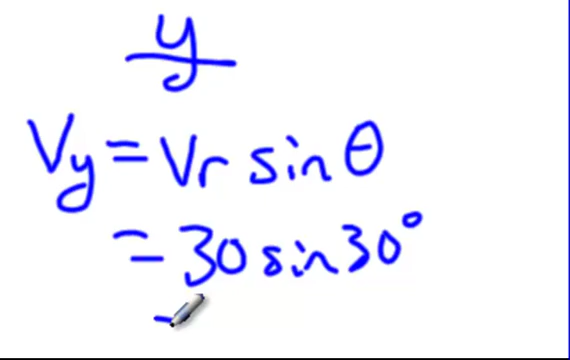 y
Vy = Vr sin θ
= 30 sin 30°